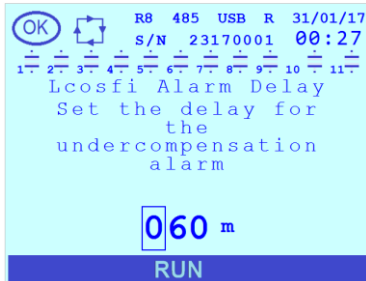 OK R8 485 USB R 31/01/17
S/N 23170001 00:27
1 2 3 4 5 6 7 8 9 10 11
Lcosfi Alarm Delay
Set the delay for
the
undercompensation
alarm
060 m
RUN